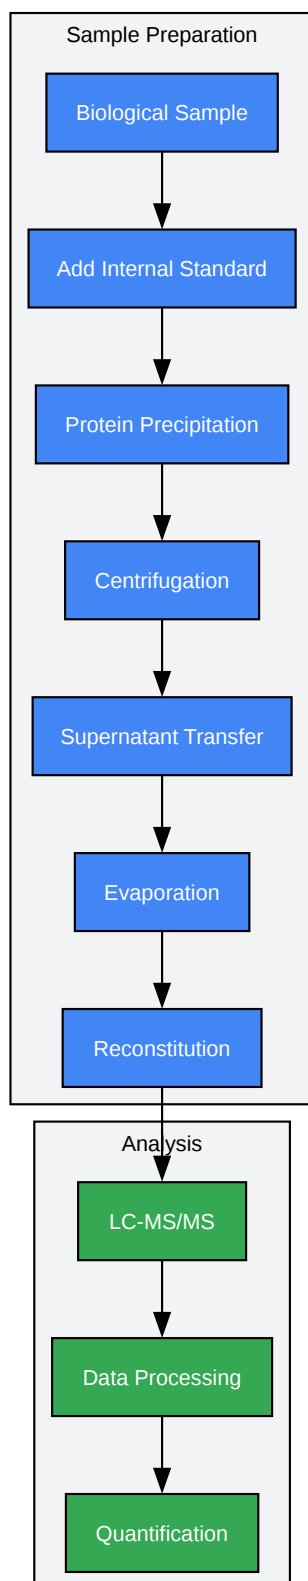 Sample Preparation
Biological Sample
Add Internal Standard
Protein Precipitation
Centrifugation
Supernatant Transfer
Evaporation
Reconstitution
Analysis
LC-MS/MS
Data Processing
Quantification